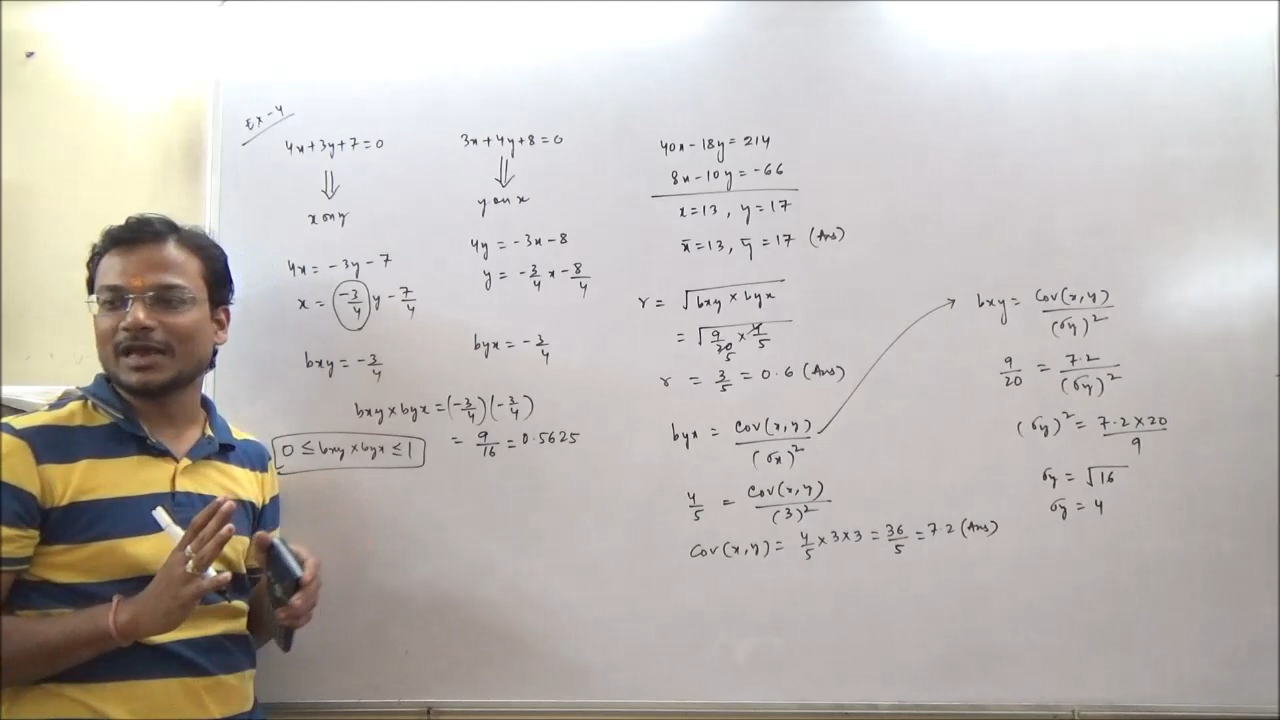 Ex-4
4x+3y+7=0
⇓
x on y
4x = -3y-7
x = -3/4 y - 7/4
bxy = -3/4
3x+4y+8=0
⇓
y on x
4y = -3x-8
y = -3/4 x - 8/4
byx = -3/4
bxy × byx = (-3/4)(-3/4)
= 9/16 = 0.5625
0 ≤ bxy × byx ≤ 1
40x-18y = 214
8x-10y = -66
x=13, y=17
x̄=13, ȳ=17 (Ans)
r = √bxy × byx
= √9/20 × 4/5
5
r = 3/5 = 0.6 (Ans)
byx = Cov(x,y)/(σx)²
4/5 = Cov(x,y)/(3)²
Cov(x,y) = 4/5 × 3 × 3 = 36/5 = 7.2 (Ans)
bxy = Cov(x,y)/(σy)²
9/20 = 7.2/(σy)²
(σy)² = 7.2×20/9
σy = √16
σy = 4